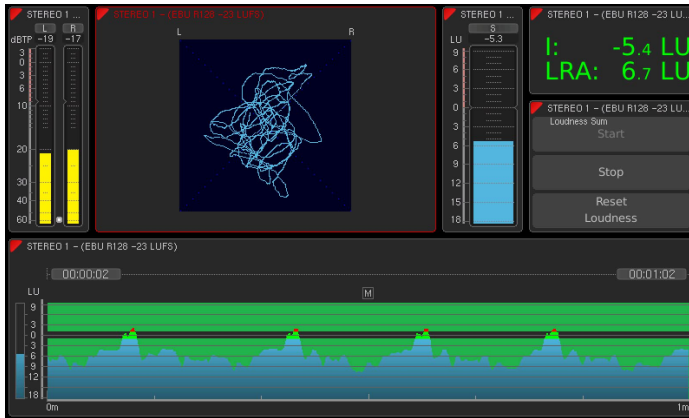 STEREO 1 ...
L R
dBTP -19 -17
3
0
3
6
10
20
30
40
60
STEREO 1 - (EBU R128 -23 LUFS)
L R
STEREO 1 ...
S
LU -5.3
9
6
3
0
3
6
9
12
15
18
STEREO 1 - (EBU R128 -23 LU...
I: -5.4 LU
LRA: 6.7 LU
STEREO 1 - (EBU R128 -23 LU...
Loudness Sum
Start
Stop
Reset
Loudness
STEREO 1 - (EBU R128 -23 LUFS)
00:00:02 00:01:02
LU M
9
3
0
3
6
9
12
18
0m 1m